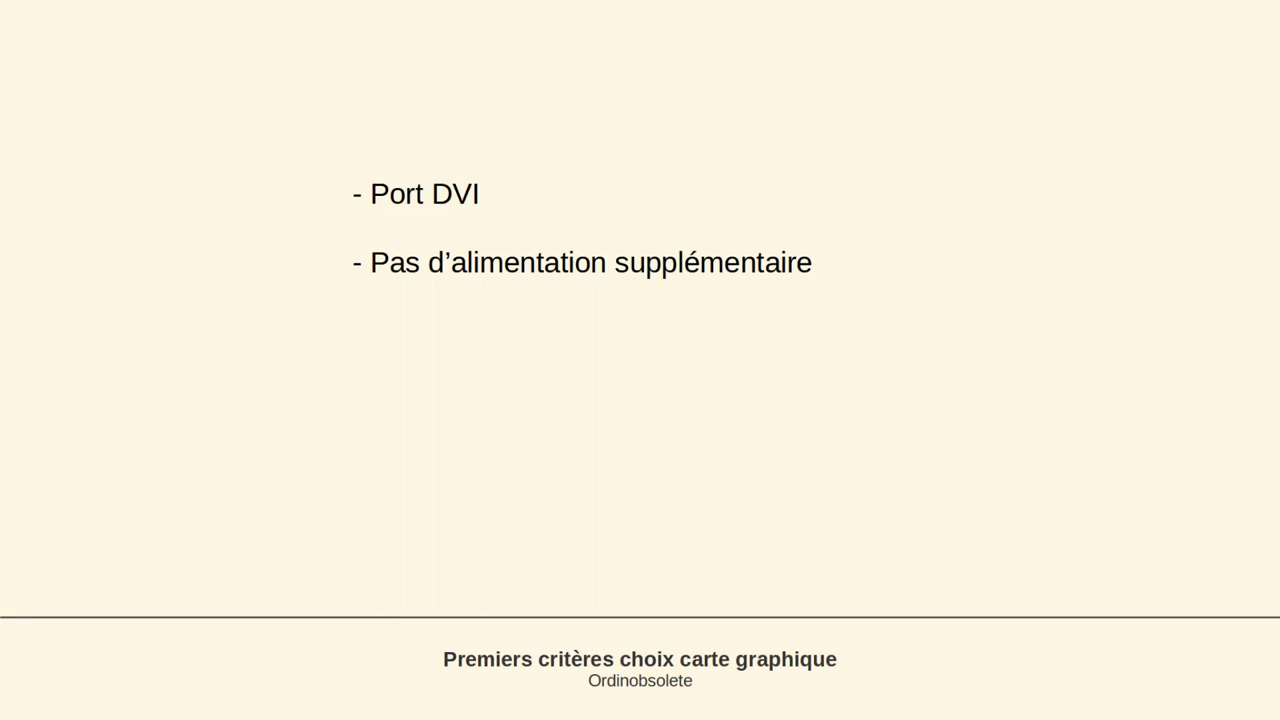 - Port DVI
- Pas d’alimentation supplémentaire
Premiers critères choix carte graphique
Ordinobsolete